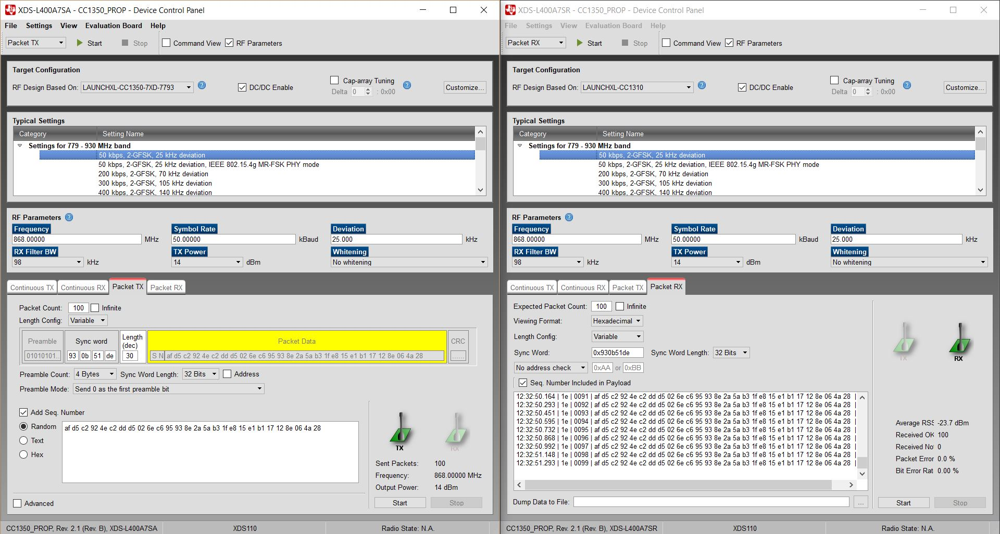 XDS-L400A7SA - CC1350_PROP - Device Control Panel
File Settings View Evaluation Board Help
Packet TX Start Stop Command View RF Parameters
Target Configuration
RF Design Based On: LAUNCHXL-CC1350-7XD-7793 DC/DC Enable Cap-array Tuning
Delta 0 : 0x00 Customize...
Typical Settings
Category Setting Name
Settings for 779 - 930 MHz band
50 kbps, 2-GFSK, 25 kHz deviation
50 kbps, 2-GFSK, 25 kHz deviation, IEEE 802.15.4g MR-FSK PHY mode
200 kbps, 2-GFSK, 70 kHz deviation
300 kbps, 2-GFSK, 105 kHz deviation
400 kbps, 2-GFSK, 140 kHz deviation
RF Parameters
Frequency Symbol Rate Deviation
868.00000 MHz 50.00000 kBaud 25.000 kHz
RX Filter BW TX Power Whitening
98 kHz 14 dBm No whitening
Continuous TX Continuous RX Packet TX Packet RX
Packet Count: 100 Infinite
Length Config: Variable
Preamble Sync word Length (dec) Packet Data CRC
01010101.. 93 0b 51 de 30 S N af d5 c2 92 4e c2 dd d5 02 6e c6 95 93 8e 2a 5a b3 1f e8 15 e1 b1 17 12 8e 06 4a 28 ......
Preamble Count: 4 Bytes Sync Word Length: 32 Bits Address
Preamble Mode: Send 0 as the first preamble bit
Add Seq. Number
Random af d5 c2 92 4e c2 dd d5 02 6e c6 95 93 8e 2a 5a b3 1f e8 15 e1 b1 17 12 8e 06 4a 28
Text
Hex
TX RX
Sent Packets: 100
Frequency: 868.00000 MHz
Output Power: 14 dBm
Advanced Start Stop
CC1350_PROP, Rev. 2.1 (Rev. B), XDS-L400A7SA XDS110 Radio State: N.A.
XDS-L400A7SR - CC1350_PROP - Device Control Panel
File Settings View Evaluation Board Help
Packet RX Start Stop Command View RF Parameters
Target Configuration
RF Design Based On: LAUNCHXL-CC1310 DC/DC Enable Cap-array Tuning
Delta 0 : 0x00 Customize...
Typical Settings
Category Setting Name
Settings for 779 - 930 MHz band
50 kbps, 2-GFSK, 25 kHz deviation
50 kbps, 2-GFSK, 25 kHz deviation, IEEE 802.15.4g MR-FSK PHY mode
200 kbps, 2-GFSK, 70 kHz deviation
300 kbps, 2-GFSK, 105 kHz deviation
400 kbps, 2-GFSK, 140 kHz deviation
RF Parameters
Frequency Symbol Rate Deviation
868.00000 MHz 50.00000 kBaud 25.000 kHz
RX Filter BW TX Power Whitening
98 kHz 14 dBm No whitening
Continuous TX Continuous RX Packet TX Packet RX
Expected Packet Count: 100 Infinite
Viewing Format: Hexadecimal
Length Config: Variable
Sync Word: 0x930b51de Sync Word Length: 32 Bits
No address check 0xAA or 0xBB
Seq. Number Included in Payload
12:32:50.164 | 1e | 0091 | af d5 c2 92 4e c2 dd d5 02 6e c6 95 93 8e 2a 5a b3 1f e8 15 e1 b1 17 12 8e 06 4a 28 |
12:32:50.293 | 1e | 0092 | af d5 c2 92 4e c2 dd d5 02 6e c6 95 93 8e 2a 5a b3 1f e8 15 e1 b1 17 12 8e 06 4a 28 |
12:32:50.451 | 1e | 0093 | af d5 c2 92 4e c2 dd d5 02 6e c6 95 93 8e 2a 5a b3 1f e8 15 e1 b1 17 12 8e 06 4a 28 |
12:32:50.595 | 1e | 0094 | af d5 c2 92 4e c2 dd d5 02 6e c6 95 93 8e 2a 5a b3 1f e8 15 e1 b1 17 12 8e 06 4a 28 |
12:32:50.732 | 1e | 0095 | af d5 c2 92 4e c2 dd d5 02 6e c6 95 93 8e 2a 5a b3 1f e8 15 e1 b1 17 12 8e 06 4a 28 |
12:32:50.868 | 1e | 0096 | af d5 c2 92 4e c2 dd d5 02 6e c6 95 93 8e 2a 5a b3 1f e8 15 e1 b1 17 12 8e 06 4a 28 |
12:32:50.992 | 1e | 0097 | af d5 c2 92 4e c2 dd d5 02 6e c6 95 93 8e 2a 5a b3 1f e8 15 e1 b1 17 12 8e 06 4a 28 |
12:32:51.148 | 1e | 0098 | af d5 c2 92 4e c2 dd d5 02 6e c6 95 93 8e 2a 5a b3 1f e8 15 e1 b1 17 12 8e 06 4a 28 |
12:32:51.293 | 1e | 0099 | af d5 c2 92 4e c2 dd d5 02 6e c6 95 93 8e 2a 5a b3 1f e8 15 e1 b1 17 12 8e 06 4a 28 |
TX RX
Average RSS -23.7 dBm
Received OK 100
Received No 0
Packet Error 0.0 %
Bit Error Rat 0.00 %
Dump Data to File: ... Start Stop
CC1350_PROP, Rev. 2.1 (Rev. B), XDS-L400A7SR XDS110 Radio State: N.A.